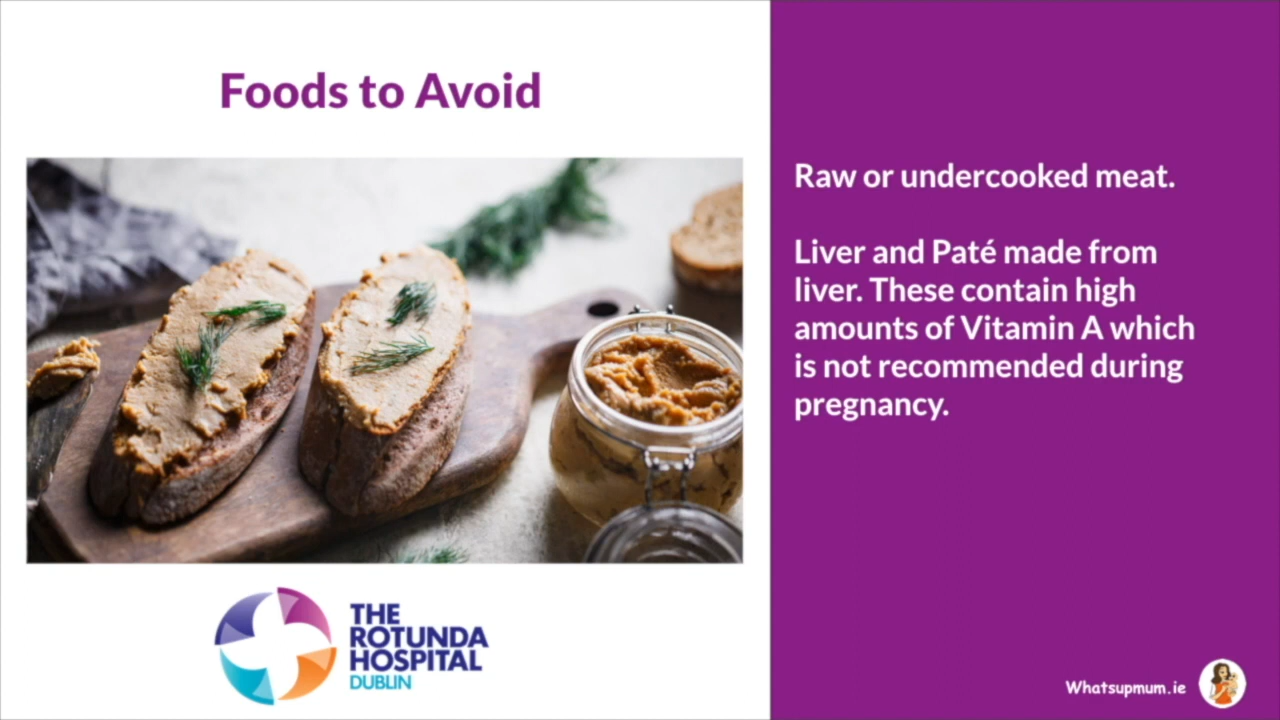 Foods to Avoid
Raw or undercooked meat.
Liver and Paté made from
liver. These contain high
amounts of Vitamin A which
is not recommended during
pregnancy.
THE
ROTUNDA
HOSPITAL
DUBLIN
Whatsupmum.ie